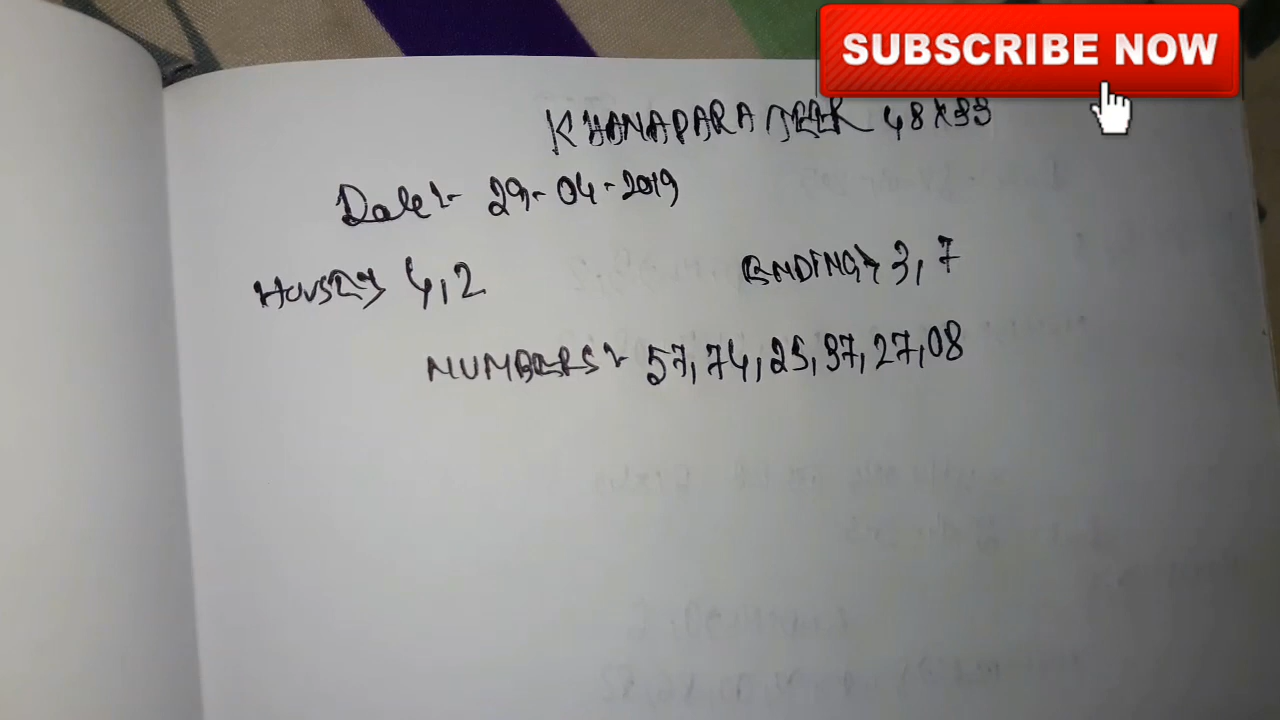 SUBSCRIBE NOW
KHANAPARA TEER 48X33
Date:- 29-04-2019
HOUSE:- 4,2 ENDING:- 3,7
NUMBERS:- 57,74,25,37,27,08